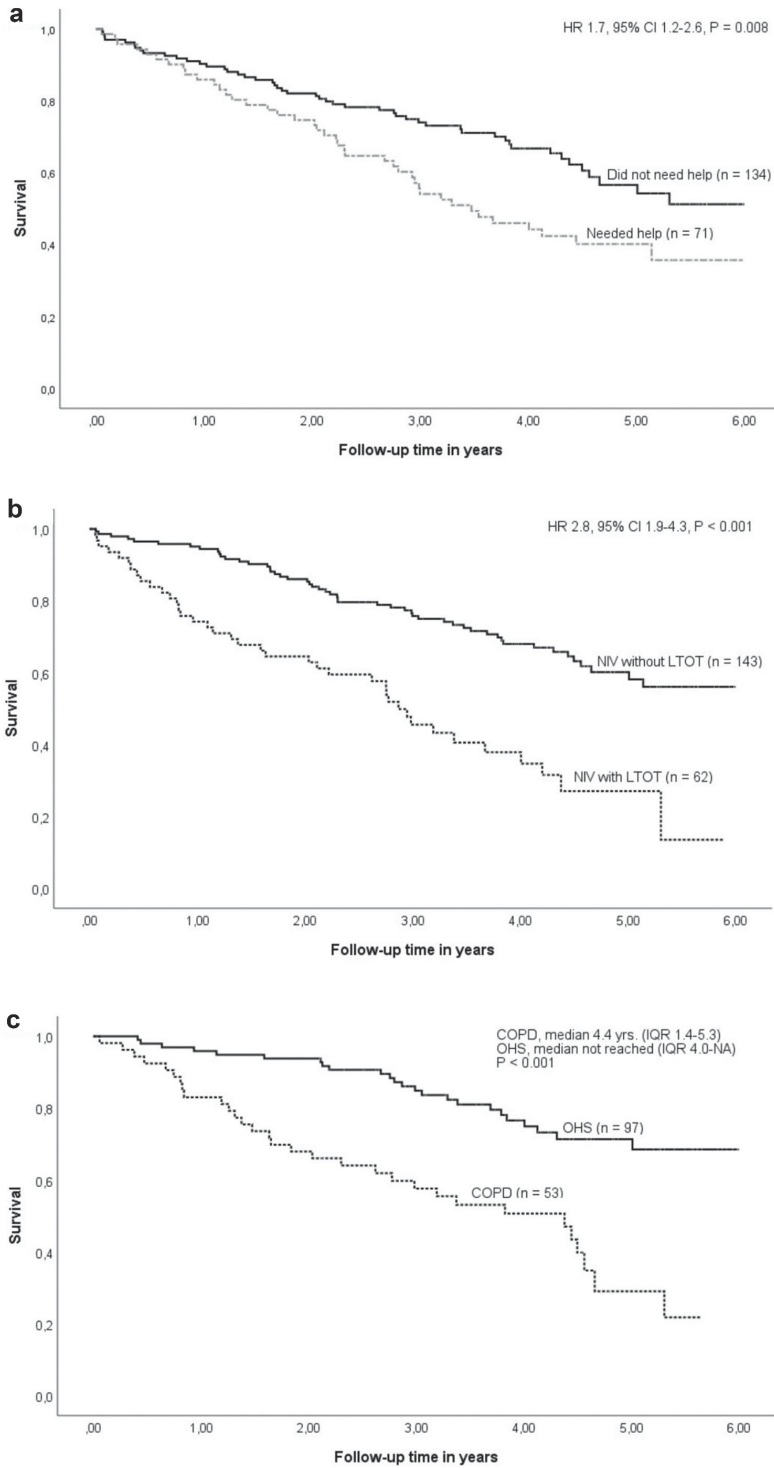 a
HR 1.7, 95% CI 1.2-2.6, P = 0.008
1,0
0,8
0,6
0,4
0,2
0,0
Survival
Did not need help (n = 134)
Needed help (n = 71)
,00 1,00 2,00 3,00 4,00 5,00 6,00
Follow-up time in years
b
HR 2.8, 95% CI 1.9-4.3, P < 0.001
1,0
0,8
0,6
0,4
0,2
0,0
Survival
NIV without LTOT (n = 143)
NIV with LTOT (n = 62)
,00 1,00 2,00 3,00 4,00 5,00 6,00
Follow-up time in years
c
COPD, median 4.4 yrs. (IQR 1.4-5.3)
OHS, median not reached (IQR 4.0-NA)
P < 0.001
1,0
0,8
0,6
0,4
0,2
0,0
Survival
OHS (n = 97)
COPD (n = 53)
,00 1,00 2,00 3,00 4,00 5,00 6,00
Follow-up time in years